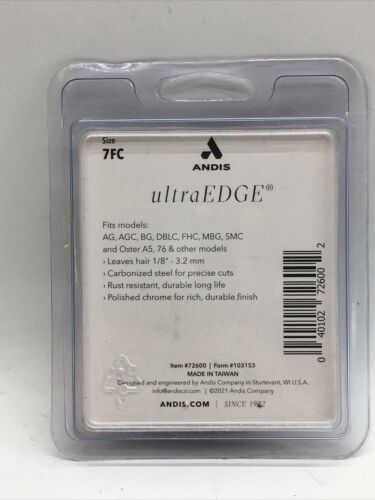 Size
7FC
ANDIS
ultraEDGE®
Fits models:
AG, AGC, BG, DBLC, FHC, MBG, SMC
and Oster A5, 76 & other models
› Leaves hair 1/8" - 3.2 mm
› Carbonized steel for precise cuts
› Rust resistant, durable long life
› Polished chrome for rich, durable finish
0 40102 72600 2
Item #72600 | Form #103153
MADE IN TAIWAN
Designed and engineered by Andis Company in Sturtevant, WI U.S.A.
info@andisco.com | ©2021 Andis Company
ANDIS.COM | SINCE 1922